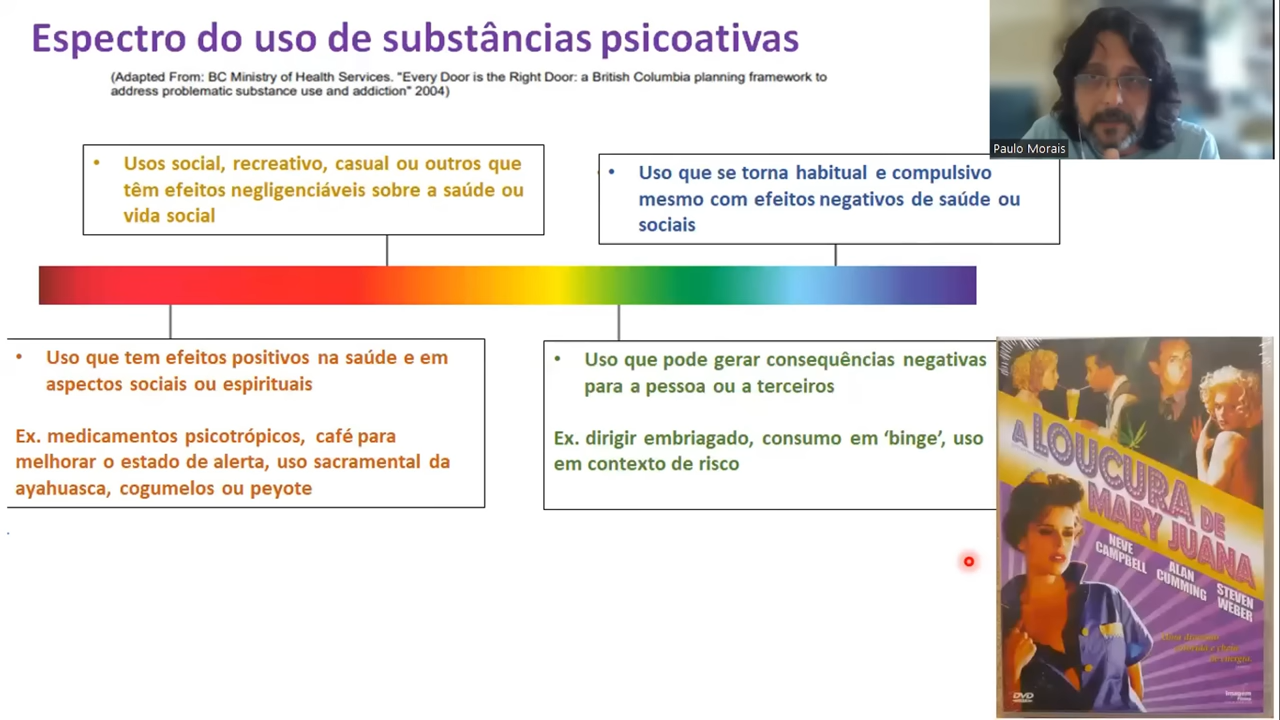 Espectro do uso de substâncias psicoativas
(Adapted From: BC Ministry of Health Services. "Every Door is the Right Door: a British Columbia planning framework to
address problematic substance use and addiction" 2004)
Paulo Morais
• Usos social, recreativo, casual ou outros que
têm efeitos negligenciáveis sobre a saúde ou
vida social
• Uso que se torna habitual e compulsivo
mesmo com efeitos negativos de saúde ou
sociais
• Uso que tem efeitos positivos na saúde e em
aspectos sociais ou espirituais
Ex. medicamentos psicotrópicos, café para
melhorar o estado de alerta, uso sacramental da
ayahuasca, cogumelos ou peyote
• Uso que pode gerar consequências negativas
para a pessoa ou a terceiros
Ex. dirigir embriagado, consumo em ‘binge’, uso
em contexto de risco
A LOUCURA DE
MARY JUANA
NEVE
CAMPBELL
ALAN
CUMMING
STEVEN
WEBER
de energia.
DVD